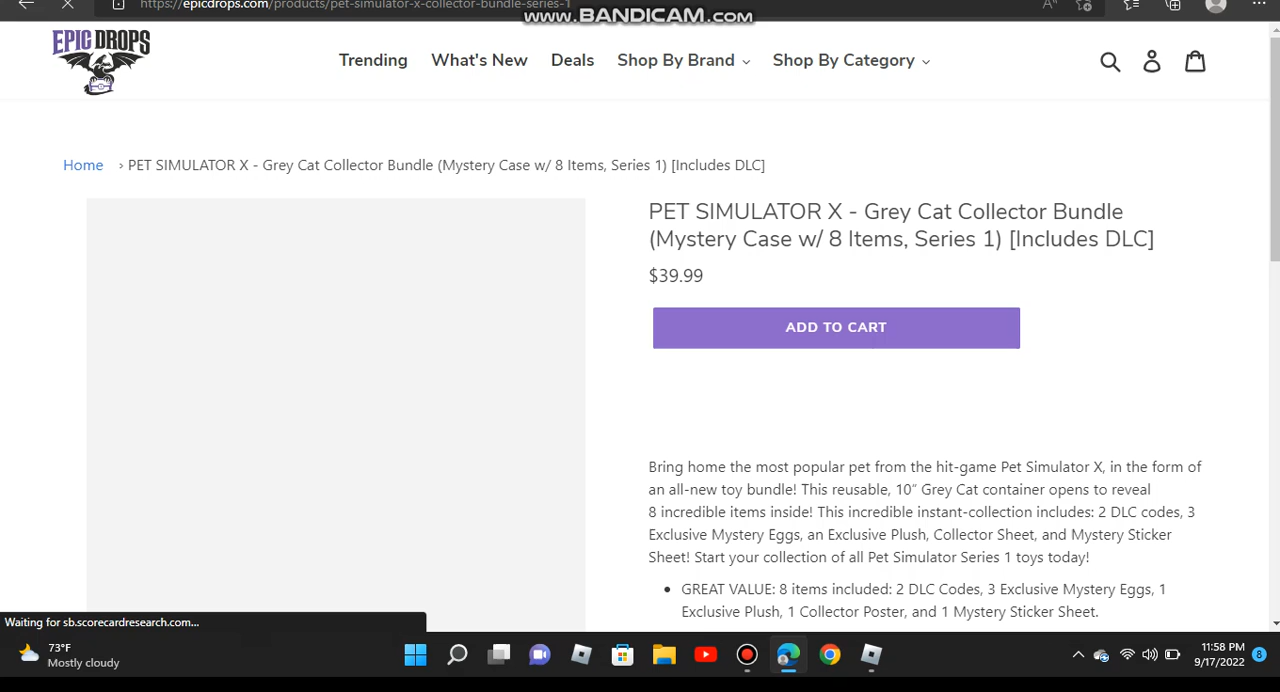 https://epicdrops.com/products/pet-simulator-x-collector-bundle-series-1
www.BANDICAM.com
EPIC DROPS
Trending
What's New
Deals
Shop By Brand
Shop By Category
Home › PET SIMULATOR X - Grey Cat Collector Bundle (Mystery Case w/ 8 Items, Series 1) [Includes DLC]
PET SIMULATOR X - Grey Cat Collector Bundle
(Mystery Case w/ 8 Items, Series 1) [Includes DLC]
$39.99
ADD TO CART
Bring home the most popular pet from the hit-game Pet Simulator X, in the form of
an all-new toy bundle! This reusable, 10” Grey Cat container opens to reveal
8 incredible items inside! This incredible instant-collection includes: 2 DLC codes, 3
Exclusive Mystery Eggs, an Exclusive Plush, Collector Sheet, and Mystery Sticker
Sheet! Start your collection of all Pet Simulator Series 1 toys today!
• GREAT VALUE: 8 items included: 2 DLC Codes, 3 Exclusive Mystery Eggs, 1
Exclusive Plush, 1 Collector Poster, and 1 Mystery Sticker Sheet.
Waiting for sb.scorecardresearch.com...
73°F
Mostly cloudy
11:58 PM
9/17/2022
8